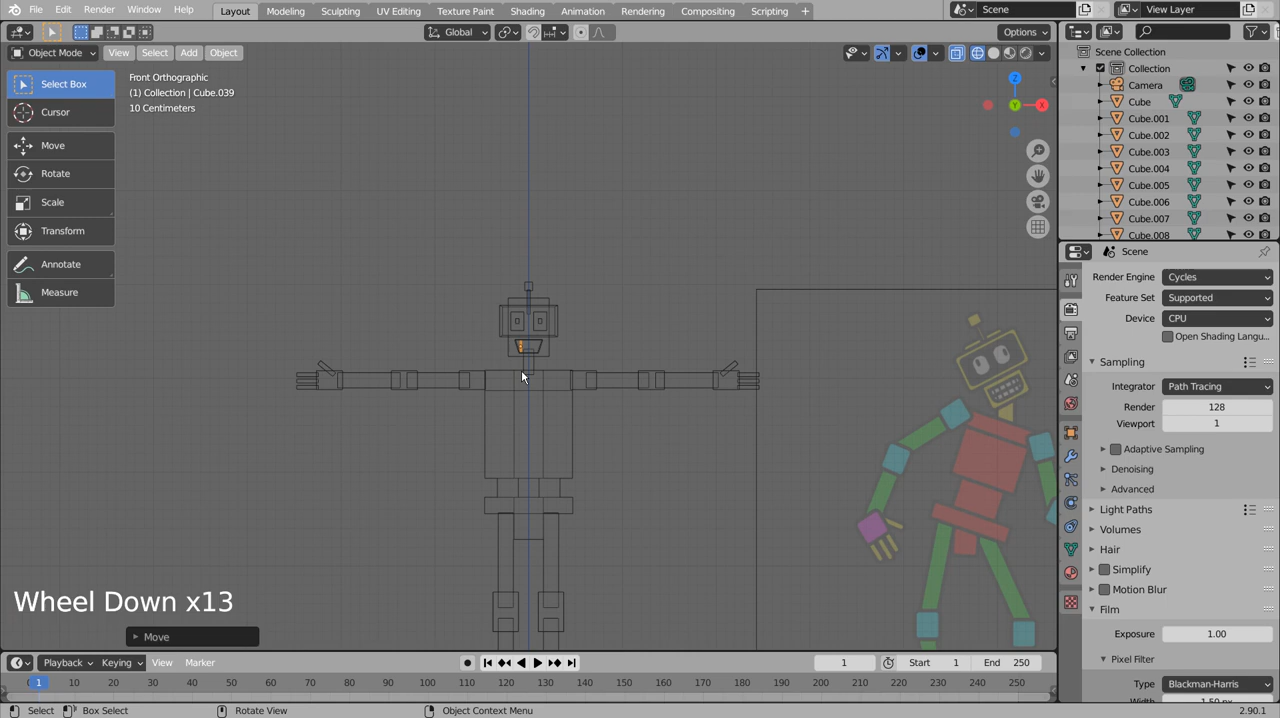 File Edit Render Window Help Layout Modeling Sculpting UV Editing Texture Paint Shading Animation Rendering Compositing Scripting + Scene View Layer
Global Options
Object Mode View Select Add Object
Select Box
Cursor
Move
Rotate
Scale
Transform
Annotate
Measure
Front Orthographic
(1) Collection | Cube.039
10 Centimeters
Z
Y
X
Wheel Down x13
Move
Scene Collection
Collection
Camera
Cube
Cube.001
Cube.002
Cube.003
Cube.004
Cube.005
Cube.006
Cube.007
Cube.008
Scene
Render Engine Cycles
Feature Set Supported
Device CPU
Open Shading Langu...
Sampling
Integrator Path Tracing
Render 128
Viewport 1
Adaptive Sampling
Denoising
Advanced
Light Paths
Volumes
Hair
Simplify
Motion Blur
Film
Exposure 1.00
Pixel Filter
Type Blackman-Harris
Width 1.50 px
Playback Keying View Marker 1 Start 1 End 250
1 10 20 30 40 50 60 70 80 90 100 110 120 130 140 150 160 170 180 190 200 210 220 230 240 250
Select Box Select Rotate View Object Context Menu 2.90.1